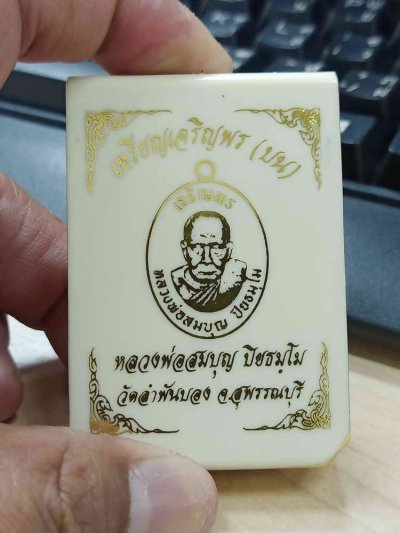 เหรียญเจริญพร (บน)
เจริญพร
หลวงพ่อสมบุญ ปิยธมฺโม
หลวงพ่อสมบุญ ปิยธมฺโม
วัดลำพันบอง จ.สุพรรณบุรี